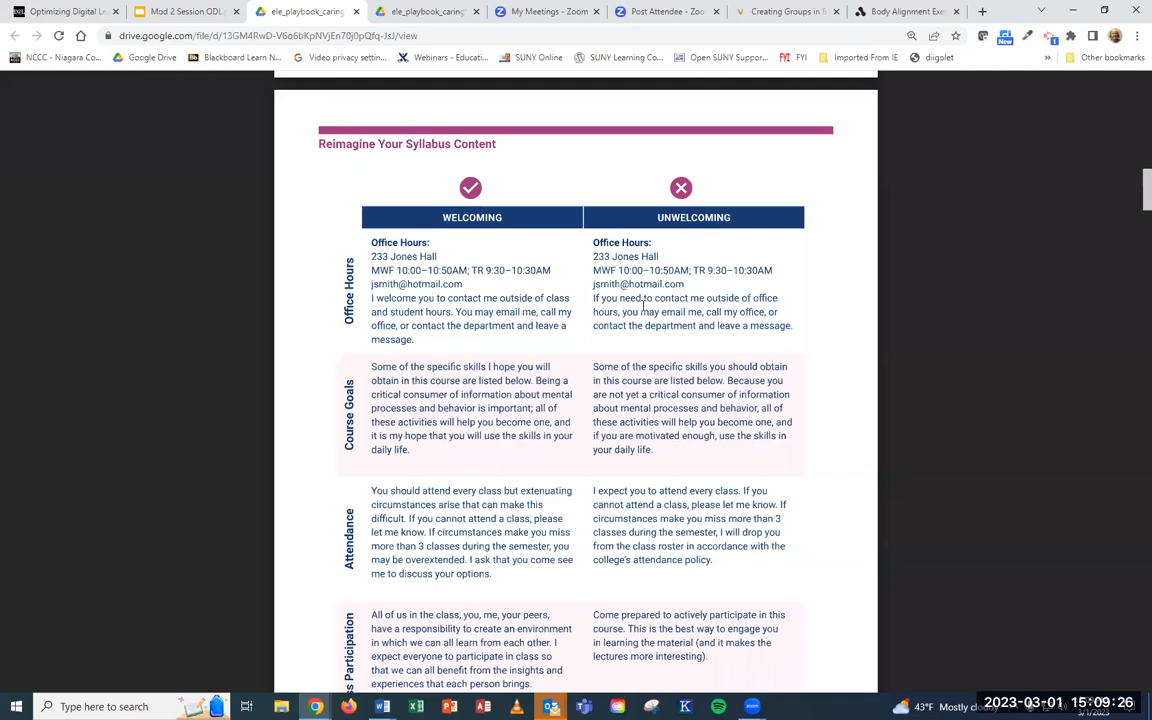 Optimizing Digital Le
Mod 2 Session ODL.p
ele_playbook_caring
ele_playbook_caring
My Meetings - Zoom
Post Attendee - Zoo
Creating Groups in B
Body Alignment Exe
drive.google.com/file/d/13GM4RwD-V6o6bKpNVjEn70j0pQfq-JsJ/view
NCCC - Niagara Co...
Google Drive
Blackboard Learn N...
Video privacy settin...
Webinars - Educati...
SUNY Online
SUNY Learning Co...
Open SUNY Suppor...
FYI
Imported From IE
diigolet
Other bookmarks
Reimagine Your Syllabus Content
WELCOMING
UNWELCOMING
Office Hours
Office Hours:
233 Jones Hall
MWF 10:00–10:50AM; TR 9:30–10:30AM
jsmith@hotmail.com
I welcome you to contact me outside of class
and student hours. You may email me, call my
office, or contact the department and leave a
message.
Office Hours:
233 Jones Hall
MWF 10:00–10:50AM; TR 9:30–10:30AM
jsmith@hotmail.com
If you need to contact me outside of office
hours, you may email me, call my office, or
contact the department and leave a message.
Course Goals
Some of the specific skills I hope you will
obtain in this course are listed below. Being a
critical consumer of information about mental
processes and behavior is important; all of
these activities will help you become one, and
it is my hope that you will use the skills in your
daily life.
Some of the specific skills you should obtain
in this course are listed below. Because you
are not yet a critical consumer of information
about mental processes and behavior, all of
these activities will help you become one, and
if you are motivated enough, use the skills in
your daily life.
Attendance
You should attend every class but extenuating
circumstances arise that can make this
difficult. If you cannot attend a class, please
let me know. If circumstances make you miss
more than 3 classes during the semester, you
may be overextended. I ask that you come see
me to discuss your options.
I expect you to attend every class. If you
cannot attend a class, please let me know. If
circumstances make you miss more than 3
classes during the semester, I will drop you
from the class roster in accordance with the
college's attendance policy.
ss Participation
All of us in the class, you, me, your peers,
have a responsibility to create an environment
in which we can all learn from each other. I
expect everyone to participate in class so
that we can all benefit from the insights and
experiences that each person brings.
Come prepared to actively participate in this
course. This is the best way to engage you
in learning the material (and it makes the
lectures more interesting).
Type here to search
43°F Mostly cloudy
2023-03-01 15:09:26